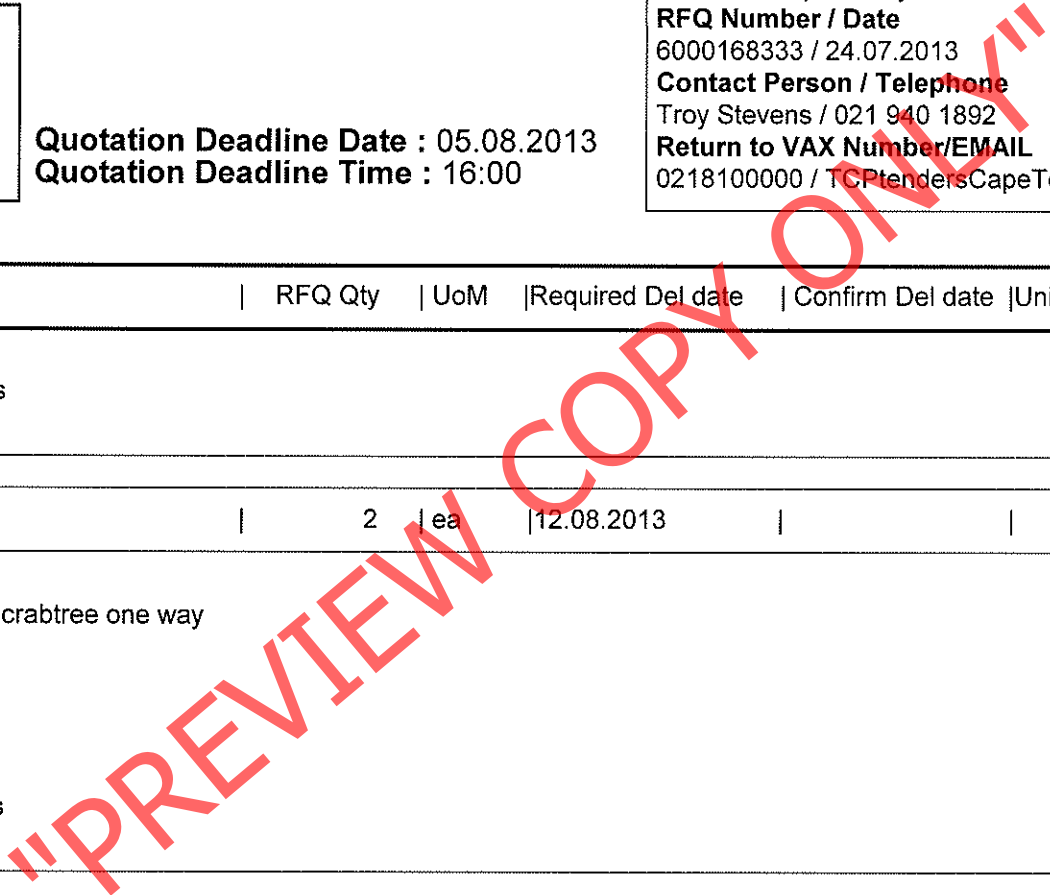 RFQ Number / Date
6000168333 / 24.07.2013
Contact Person / Telephone
Troy Stevens / 021 940 1892
Return to VAX Number/EMAIL
0218100000 / TCPtendersCapeT
Quotation Deadline Date : 05.08.2013
Quotation Deadline Time : 16:00
| RFQ Qty | UoM |Required Del date | Confirm Del date |Uni
s
| 2 | ea |12.08.2013 | |
crabtree one way
s
"PREVIEW COPY ONLY"